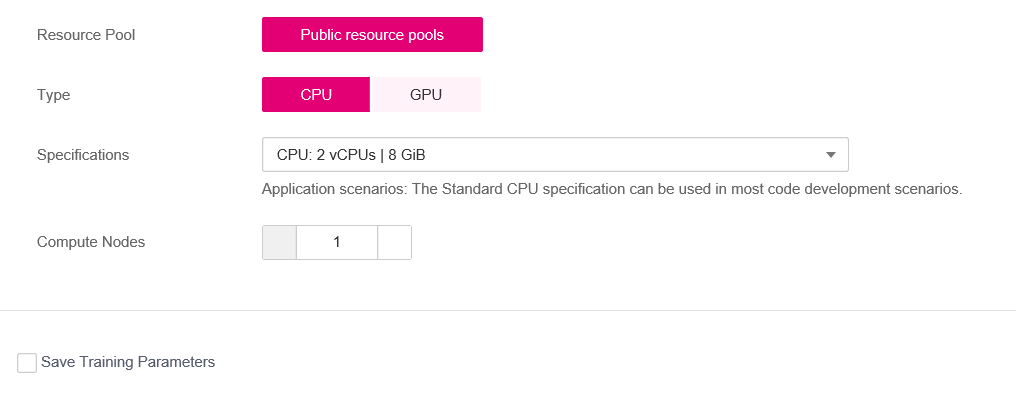 Resource Pool Public resource pools
Type CPU GPU
Specifications CPU: 2 vCPUs | 8 GiB
Application scenarios: The Standard CPU specification can be used in most code development scenarios.
Compute Nodes 1
Save Training Parameters